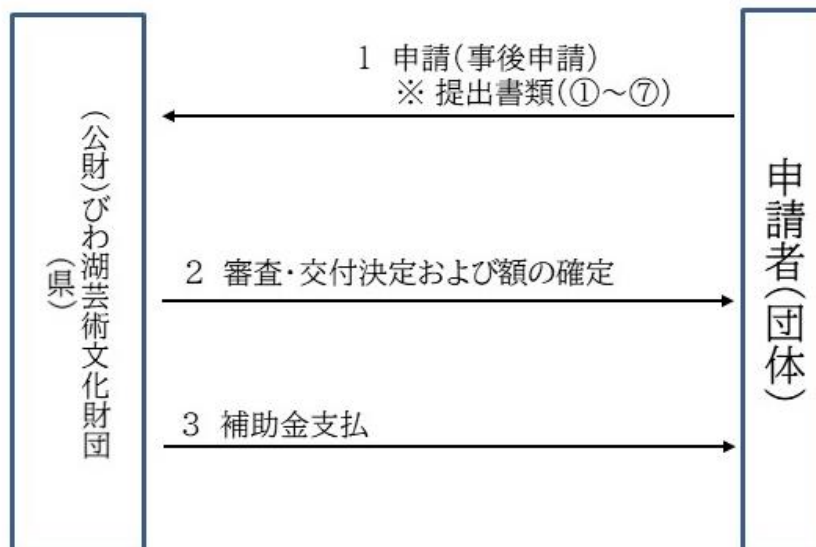 1 申請(事後申請)
※ 提出書類(①～⑦)
(公財)びわ湖芸術文化財団
(県)
2 審査・交付決定および額の確定
3 補助金支払
申請者(団体)